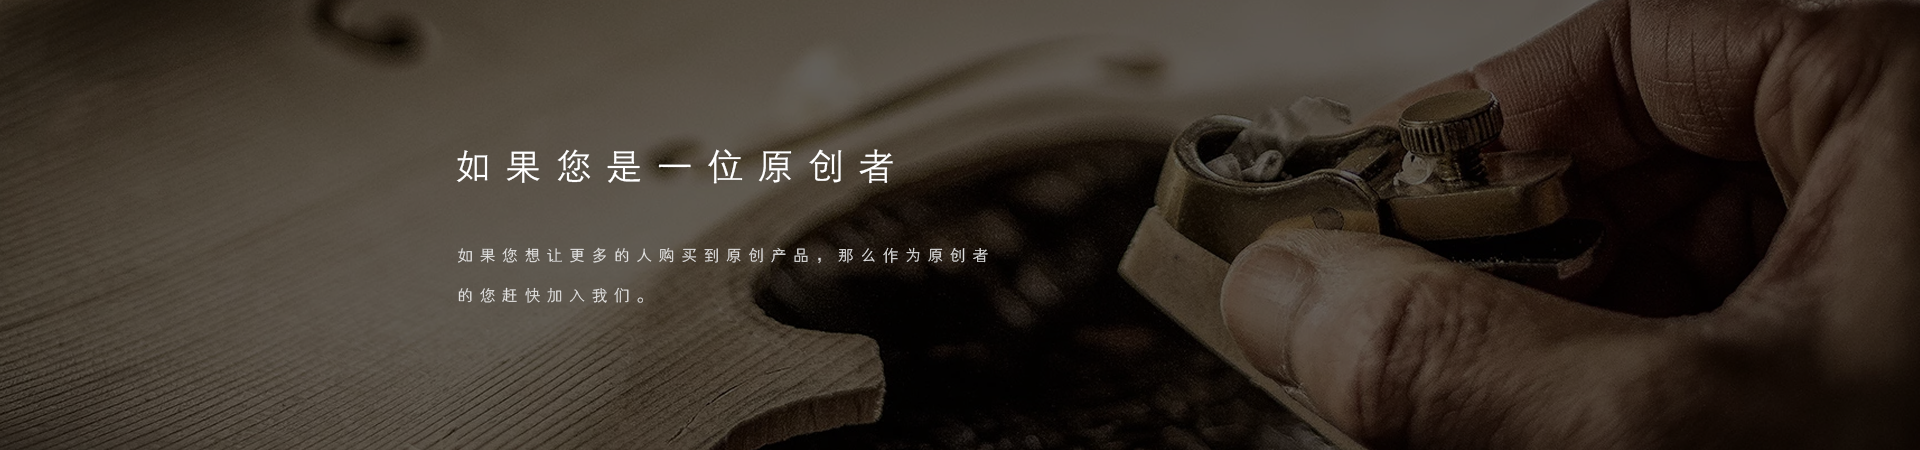 如果您是一位原创者
如果您想让更多的人购买到原创产品，那么作为原创者
的您赶快加入我们。